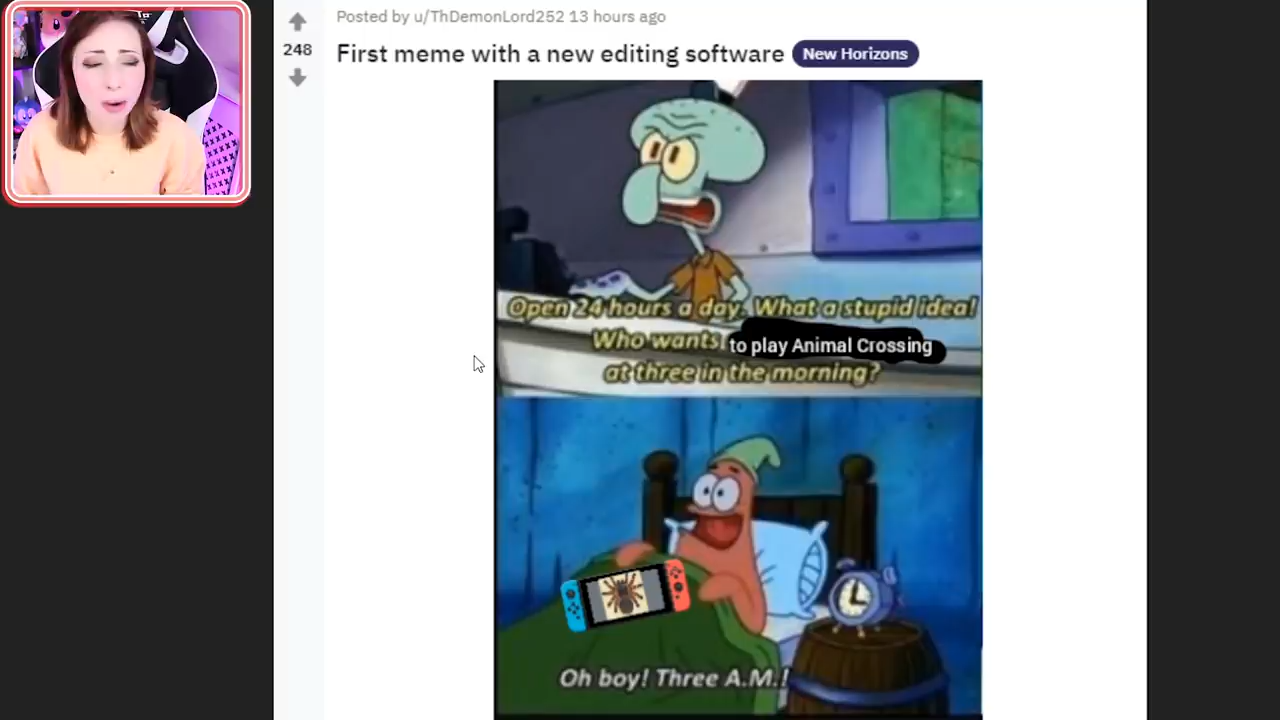 Posted by u/ThDemonLord252 13 hours ago
248
First meme with a new editing software New Horizons
Open 24 hours a day. What a stupid idea!
Who wants to play Animal Crossing
at three in the morning?
Oh boy! Three A.M.!